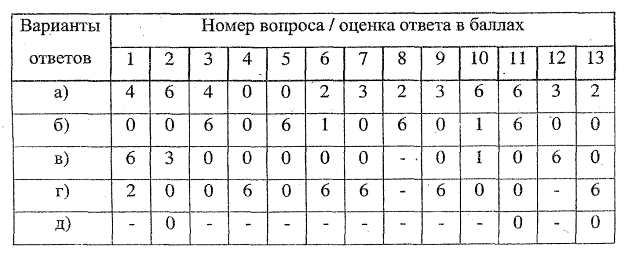 Варианты ответов Номер вопроса / оценка ответа в баллах
1 2 3 4 5 6 7 8 9 10 11 12 13
а) 4 6 4 0 0 2 3 2 3 6 6 3 2
б) 0 0 6 0 6 1 0 6 0 1 6 0 0
в) 6 3 0 0 0 0 0 - 0 1 0 6 0
г) 2 0 0 6 0 6 6 - 6 0 0 - 6
д) - 0 - - - - - - - - 0 - 0